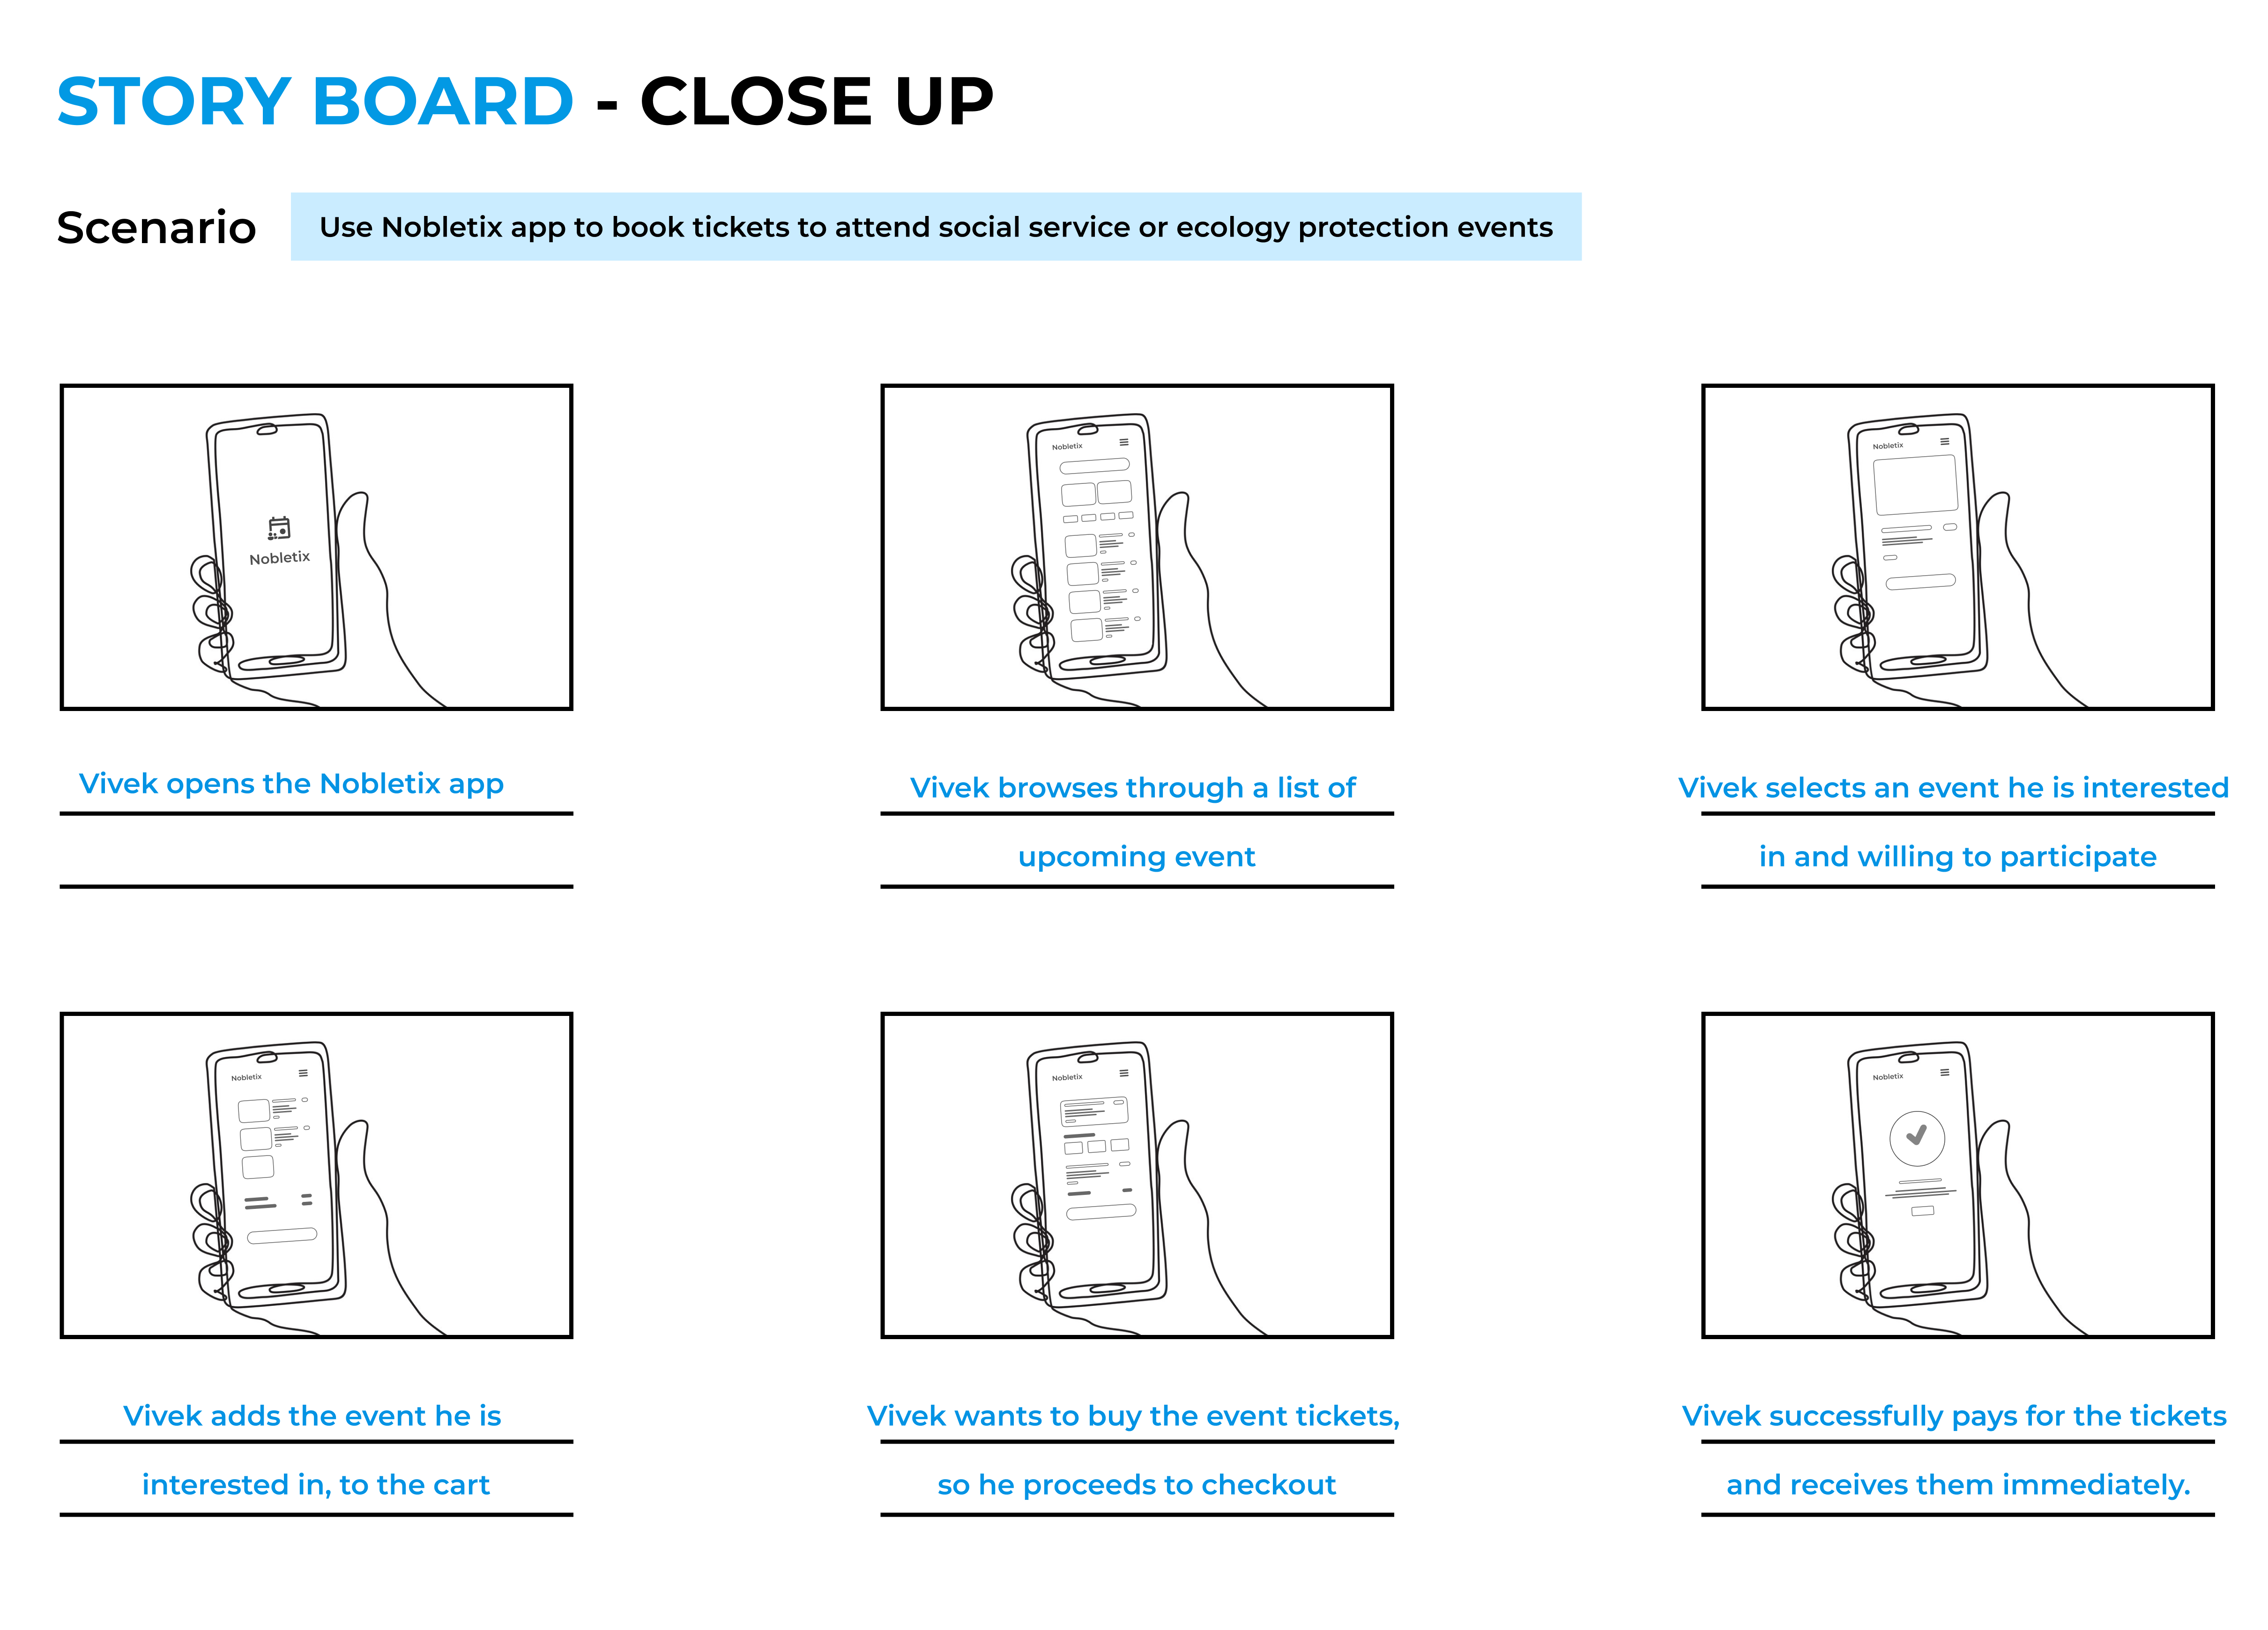 STORY BOARD - CLOSE UP
Scenario
Use Nobletix app to book tickets to attend social service or ecology protection events
Nobletix
Nobletix
Nobletix
Vivek opens the Nobletix app
Vivek browses through a list of
upcoming event
Vivek selects an event he is interested
in and willing to participate
Nobletix
Nobletix
Nobletix
Vivek adds the event he is
interested in, to the cart
Vivek wants to buy the event tickets,
so he proceeds to checkout
Vivek successfully pays for the tickets
and receives them immediately.